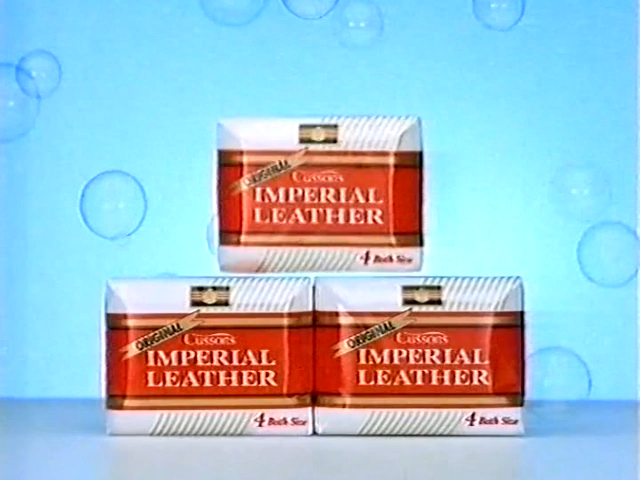 ORIGINAL
Cussons
IMPERIAL
LEATHER
4 Bath Size
ORIGINAL
Cussons
IMPERIAL
LEATHER
4 Bath Size
ORIGINAL
Cussons
IMPERIAL
LEATHER
4 Bath Size